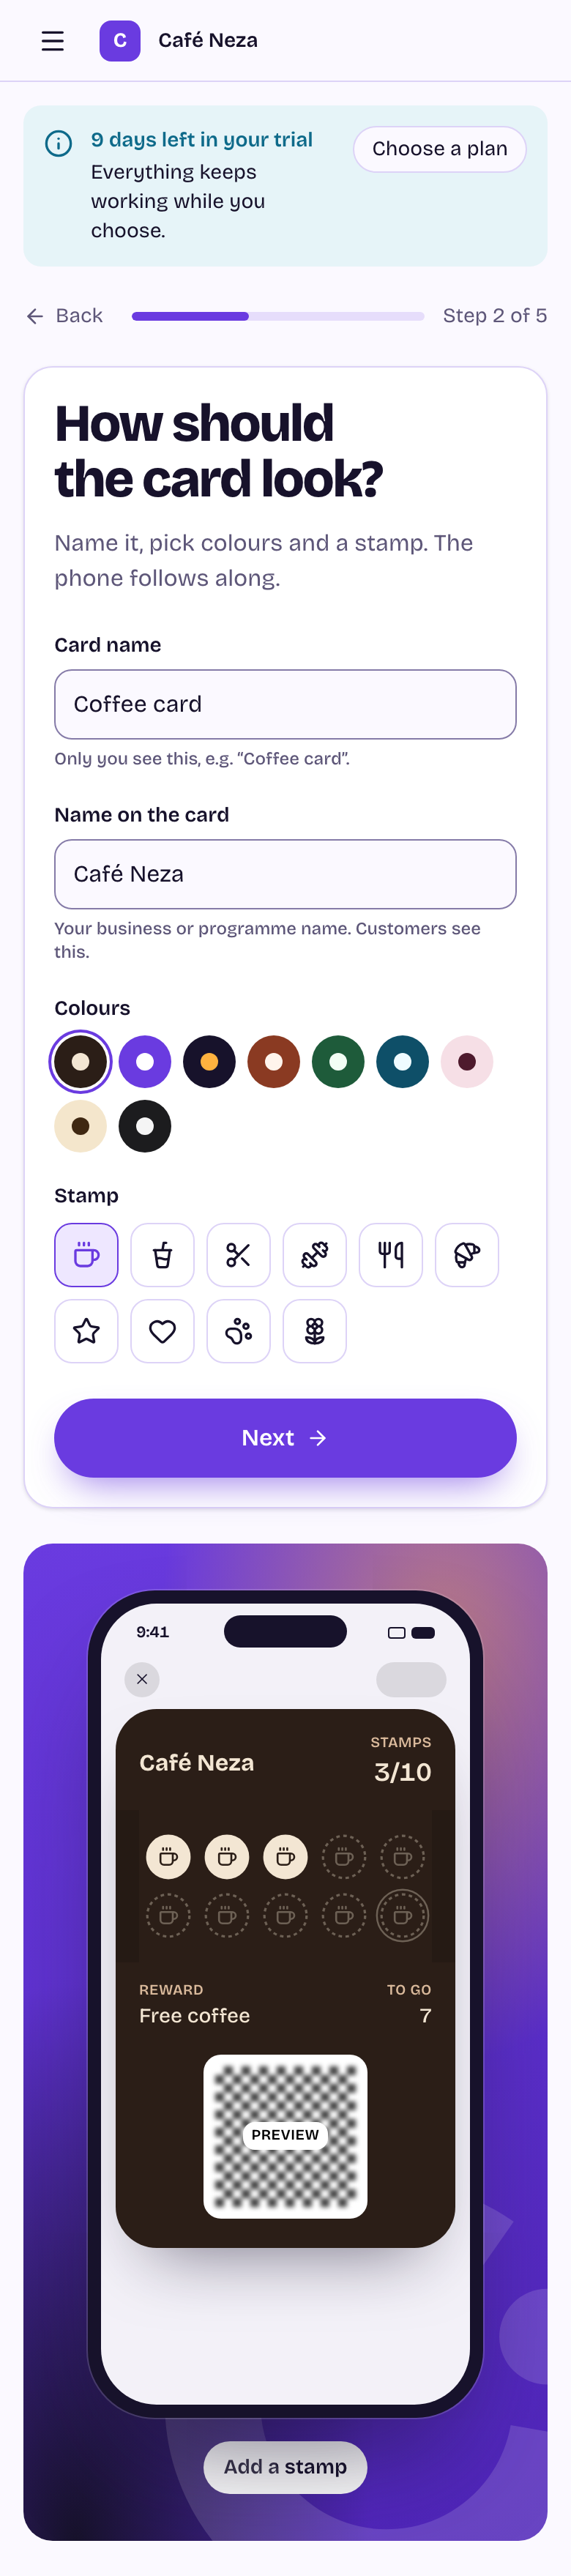 C
Café Neza
9 days left in your trial
Choose a plan
Everything keeps
working while you
choose.
Back
Step 2 of 5
How should
the card look?
Name it, pick colours and a stamp. The
phone follows along.
Card name
Coffee card
Only you see this, e.g. “Coffee card”.
Name on the card
Café Neza
Your business or programme name. Customers see
this.
Colours
Stamp
Next
9:41
STAMPS
Café Neza
3/10
REWARD
TO GO
Free coffee
7
PREVIEW
Add a stamp